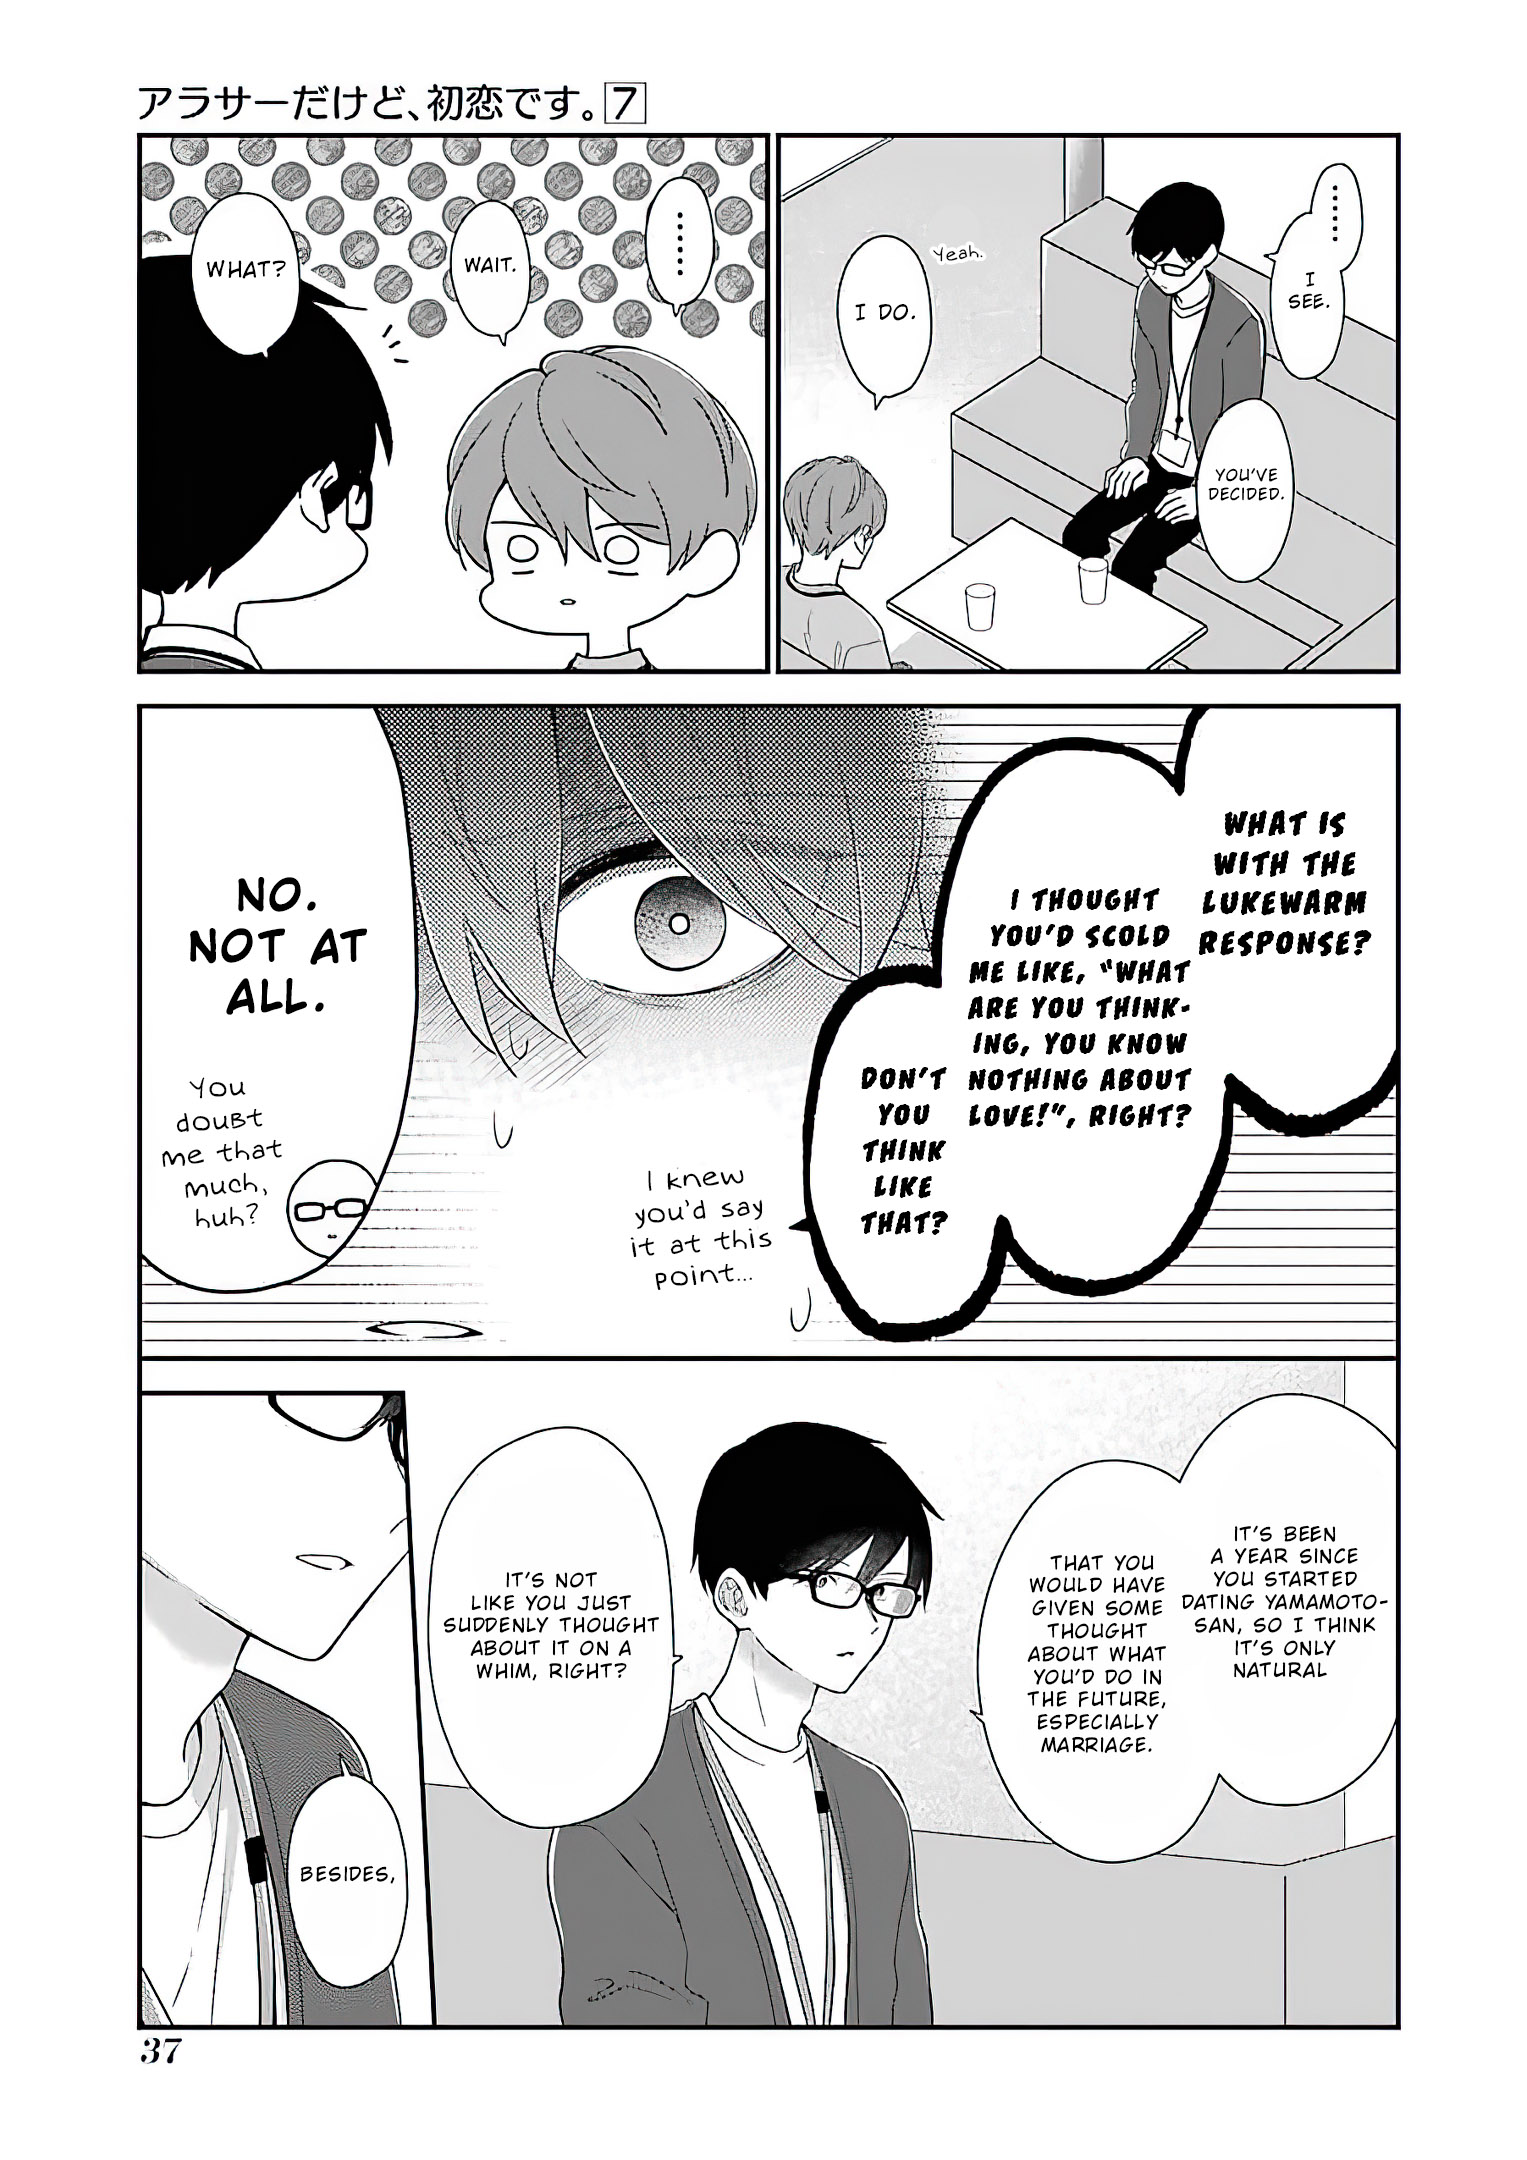 アラサーだけど、初恋です。7
......
I
SEE.
YOU'VE
DECIDED.
Yeah.
I DO.
......
WAIT.
WHAT?
WHAT IS
WITH THE
LUKEWARM
RESPONSE?
I THOUGHT
YOU'D SCOLD
ME LIKE, "WHAT
ARE YOU THINK-
ING, YOU KNOW
NOTHING ABOUT
LOVE!", RIGHT?
DON'T
YOU
THINK
LIKE
THAT?
I knew
you'd say
it at this
point...
NO.
NOT AT
ALL.
You
doubt
me that
much,
huh?
IT'S BEEN
A YEAR SINCE
YOU STARTED
DATING YAMAMOTO-
SAN, SO I THINK
IT'S ONLY
NATURAL
THAT YOU
WOULD HAVE
GIVEN SOME
THOUGHT
ABOUT WHAT
YOU'D DO IN
THE FUTURE,
ESPECIALLY
MARRIAGE.
IT'S NOT
LIKE YOU JUST
SUDDENLY THOUGHT
ABOUT IT ON A
WHIM, RIGHT?
BESIDES,
37